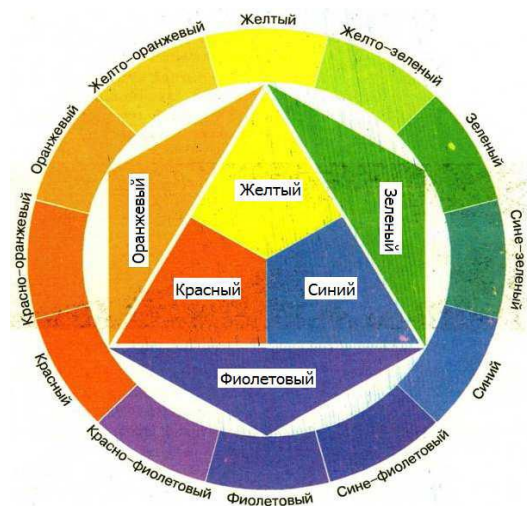 Желтый
Желто-зеленый
Зеленый
Сине-зеленый
Синий
Сине-фиолетовый
Фиолетовый
Красно-фиолетовый
Красный
Красно-оранжевый
Оранжевый
Желто-оранжевый
Желтый
Оранжевый
Зеленый
Красный
Синий
Фиолетовый